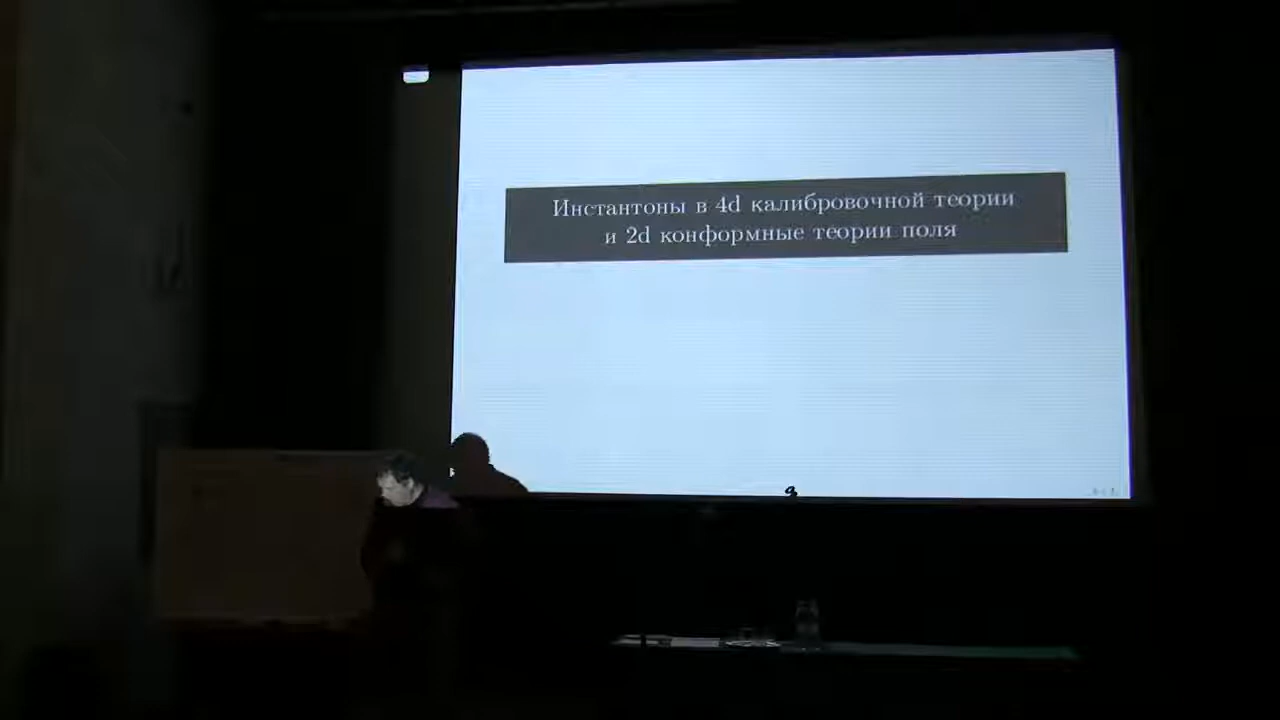 Инстантоны в 4d калибровочной теории
и 2d конформные теории поля